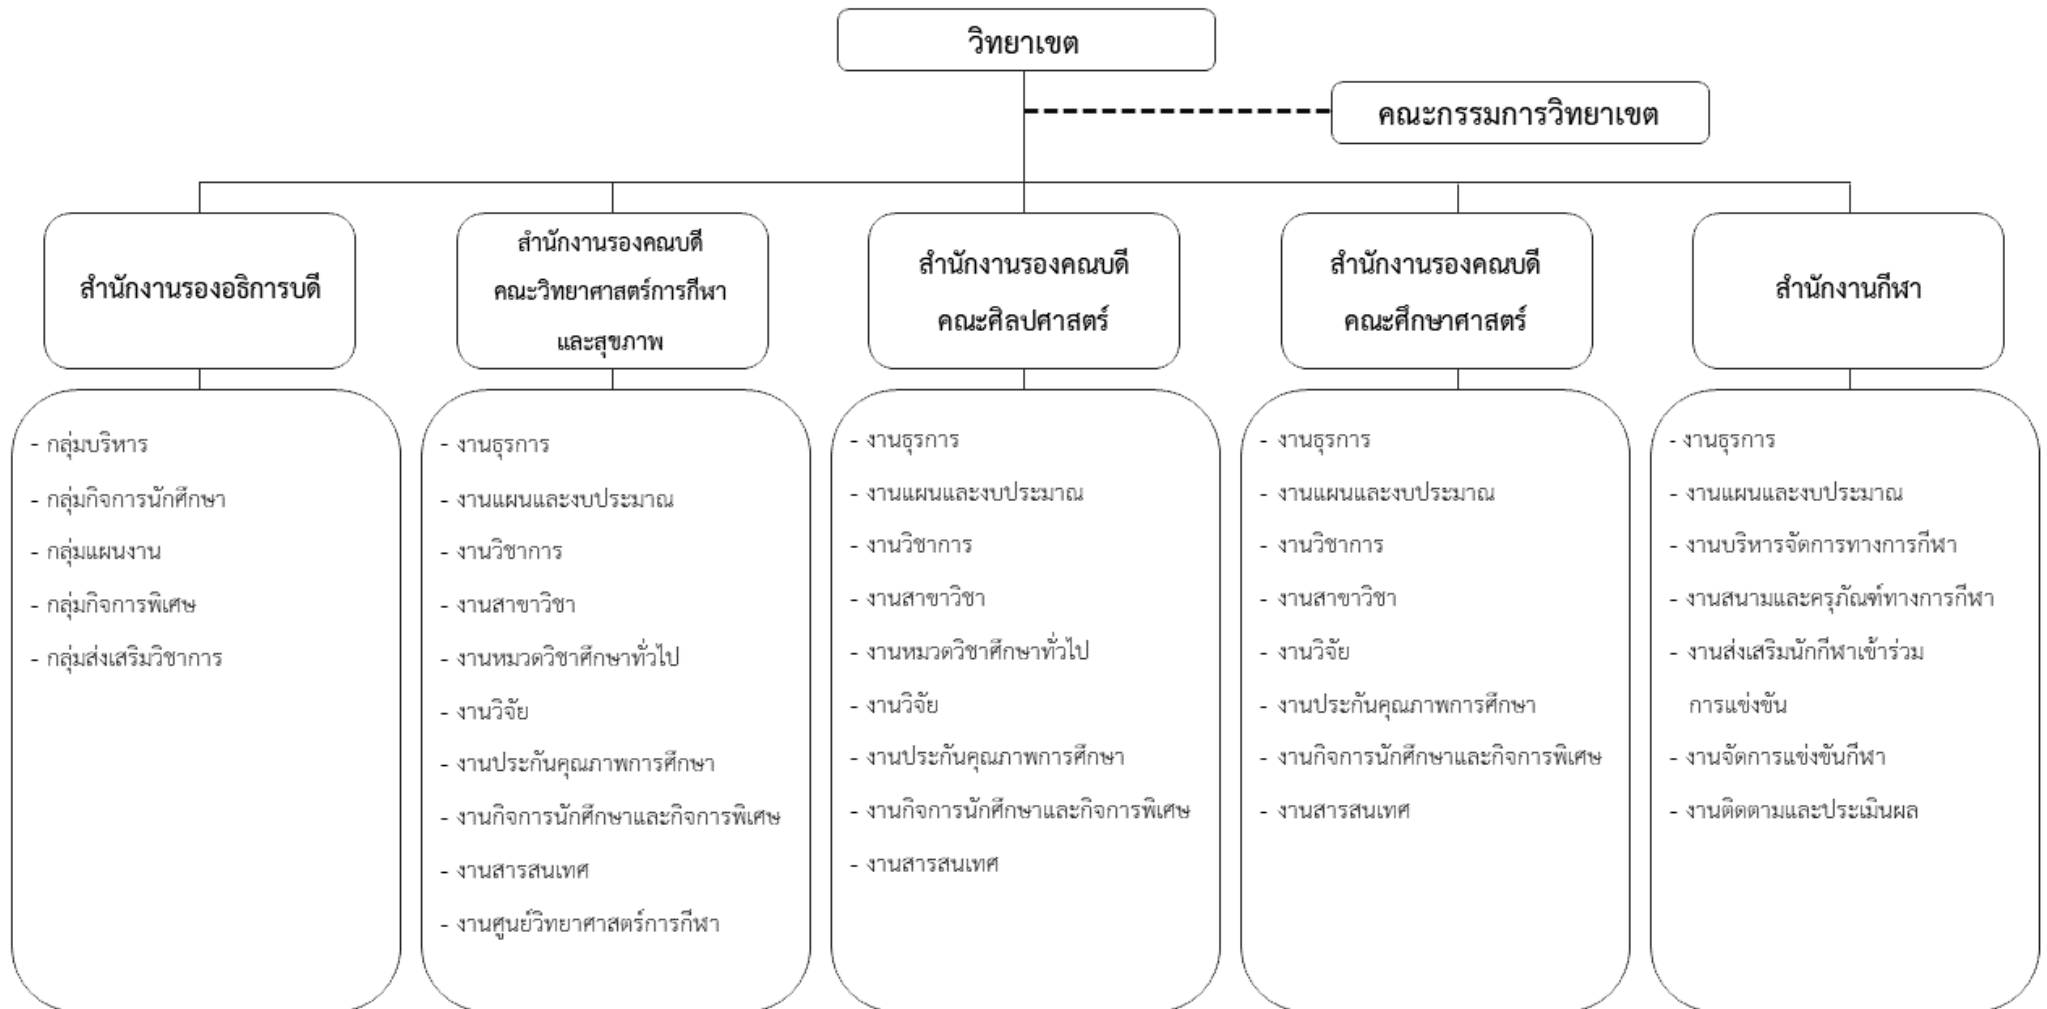 วิทยาเขต
คณะกรรมการวิทยาเขต
สำนักงานรองอธิการบดี
- กลุ่มบริหาร
- กลุ่มกิจการนักศึกษา
- กลุ่มแผนงาน
- กลุ่มกิจการพิเศษ
- กลุ่มส่งเสริมวิชาการ
สำนักงานรองคณบดี
คณะวิทยาศาสตร์การกีฬา
และสุขภาพ
- งานธุรการ
- งานแผนและงบประมาณ
- งานวิชาการ
- งานสาขาวิชา
- งานหมวดวิชาศึกษาทั่วไป
- งานวิจัย
- งานประกันคุณภาพการศึกษา
- งานกิจการนักศึกษาและกิจการพิเศษ
- งานสารสนเทศ
- งานศูนย์วิทยาศาสตร์การกีฬา
สำนักงานรองคณบดี
คณะศิลปศาสตร์
- งานธุรการ
- งานแผนและงบประมาณ
- งานวิชาการ
- งานสาขาวิชา
- งานหมวดวิชาศึกษาทั่วไป
- งานวิจัย
- งานประกันคุณภาพการศึกษา
- งานกิจการนักศึกษาและกิจการพิเศษ
- งานสารสนเทศ
สำนักงานรองคณบดี
คณะศึกษาศาสตร์
- งานธุรการ
- งานแผนและงบประมาณ
- งานวิชาการ
- งานสาขาวิชา
- งานวิจัย
- งานประกันคุณภาพการศึกษา
- งานกิจการนักศึกษาและกิจการพิเศษ
- งานสารสนเทศ
สำนักงานกีฬา
- งานธุรการ
- งานแผนและงบประมาณ
- งานบริหารจัดการทางการกีฬา
- งานสนามและครุภัณฑ์ทางการกีฬา
- งานส่งเสริมนักกีฬาเข้าร่วม
การแข่งขัน
- งานจัดการแข่งขันกีฬา
- งานติดตามและประเมินผล